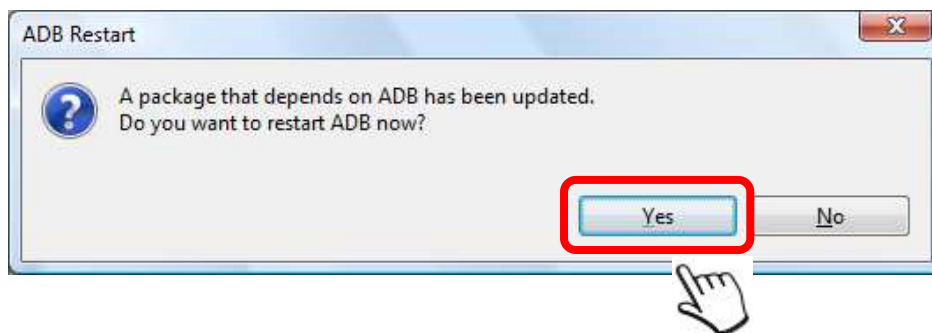 ADB Restart
A package that depends on ADB has been updated.
Do you want to restart ADB now?
Yes
No